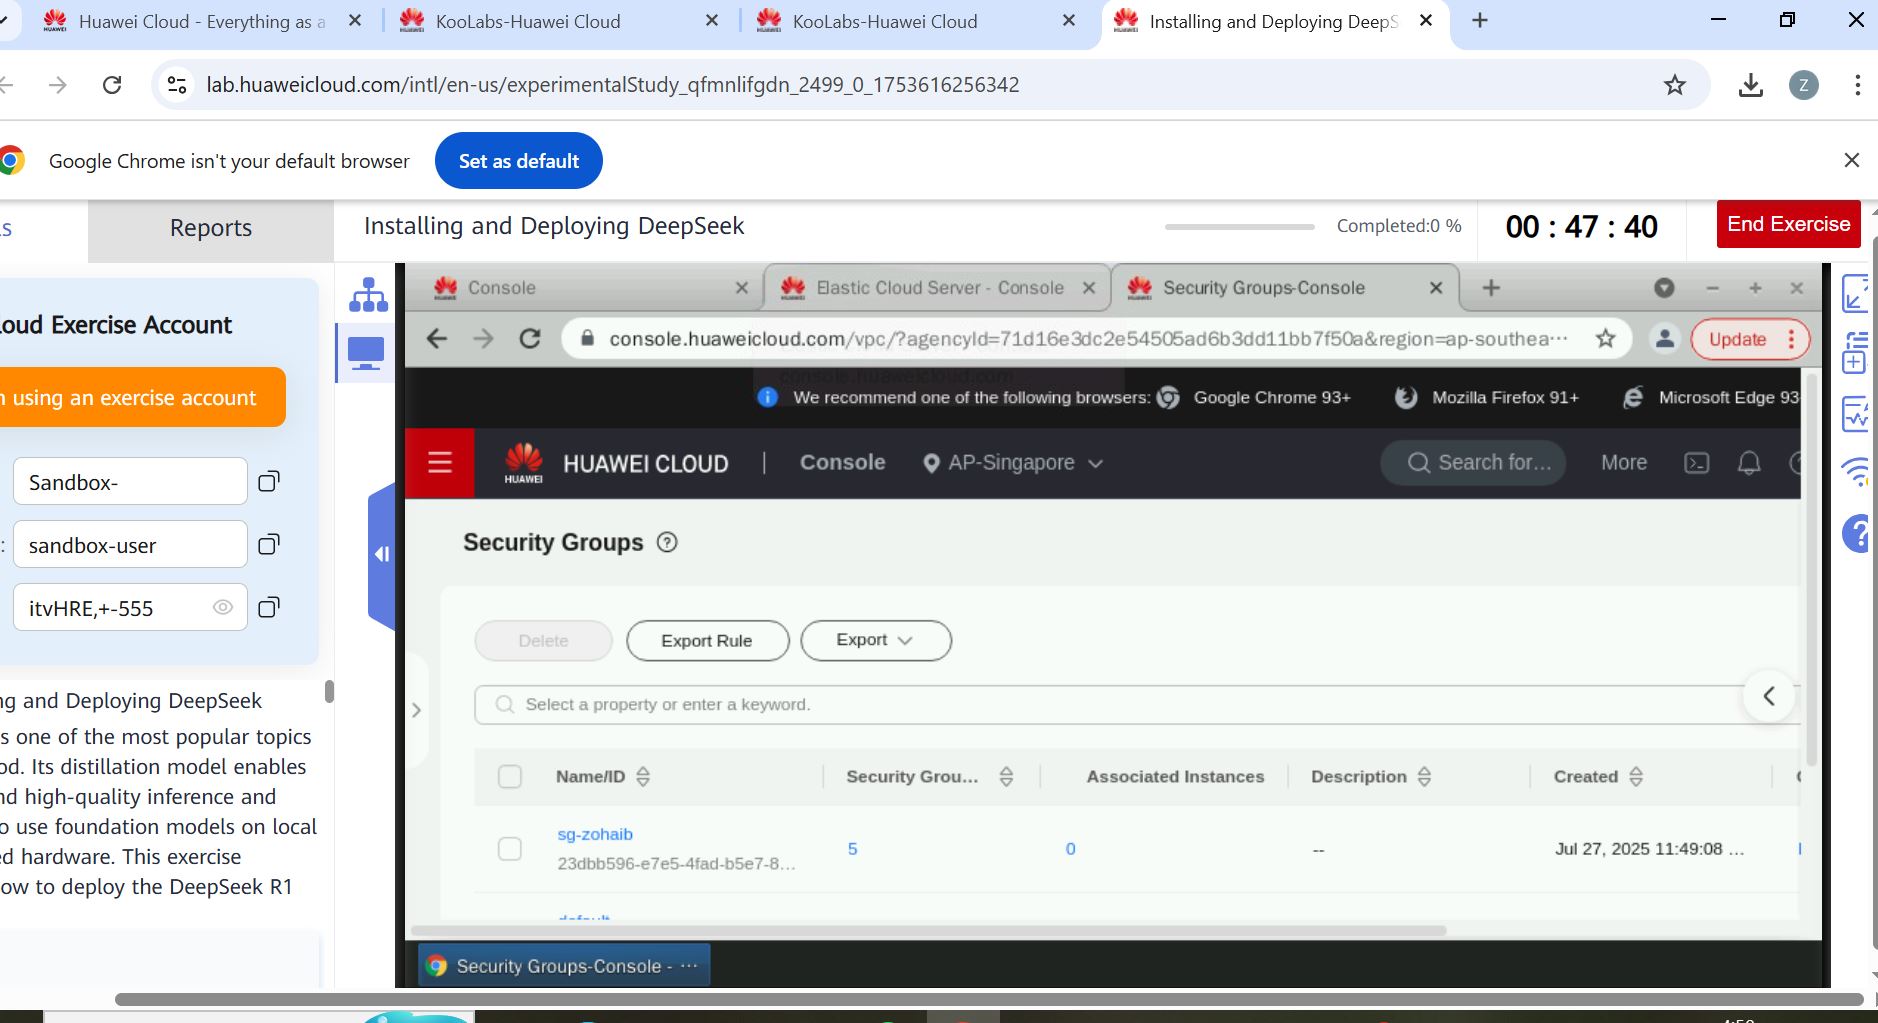 Huawei Cloud - Everything as a
KooLabs-Huawei Cloud
KooLabs-Huawei Cloud
Installing and Deploying DeepS
lab.huaweicloud.com/intl/en-us/experimentalStudy_qfmnlifgdn_2499_0_1753616256342
Z
Google Chrome isn't your default browser
Set as default
s
Reports
Installing and Deploying DeepSeek
Completed:0 %
00 : 47 : 40
End Exercise
Console
Elastic Cloud Server - Console
Security Groups-Console
console.huaweicloud.com/vpc/?agencyId=71d16e3dc2e54505ad6b3dd11bb7f50a&region=ap-southea···
Update
console.huaweicloud.com
We recommend one of the following browsers:
Google Chrome 93+
Mozilla Firefox 91+
Microsoft Edge 93
HUAWEI
HUAWEI CLOUD
Console
AP-Singapore
Search for...
More
loud Exercise Account
n using an exercise account
Sandbox-
: sandbox-user
itvHRE,+-555
Security Groups
Delete
Export Rule
Export
Select a property or enter a keyword.
Name/ID
Security Grou...
Associated Instances
Description
Created
sg-zohaib
23dbb596-e7e5-4fad-b5e7-8...
5
0
--
Jul 27, 2025 11:49:08 ...
default
ng and Deploying DeepSeek
s one of the most popular topics
od. Its distillation model enables
nd high-quality inference and
o use foundation models on local
ed hardware. This exercise
ow to deploy the DeepSeek R1
Security Groups-Console - ···